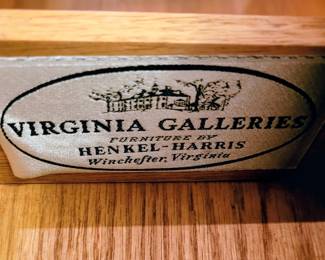 VIRGINIA GALLERIES
FURNITURE BY
HENKEL-HARRIS
Winchester, Virginia